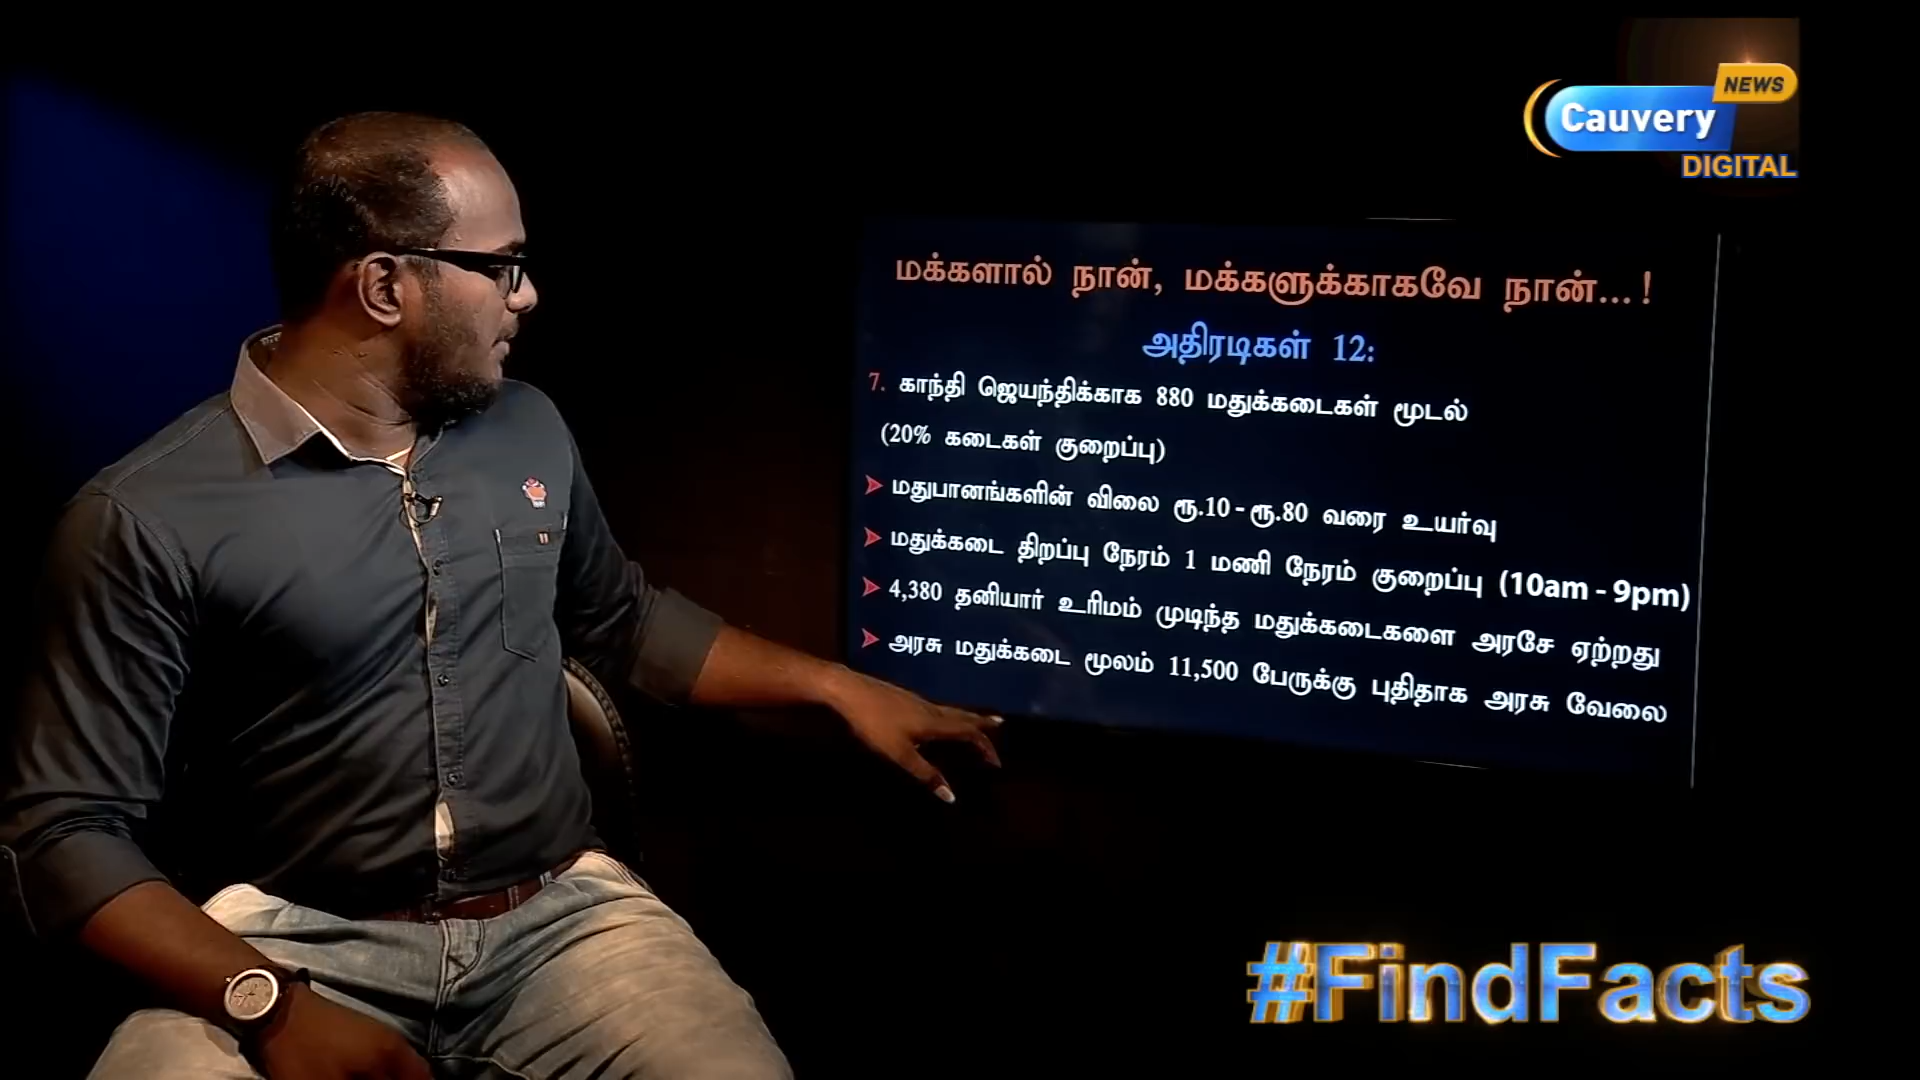 NEWS
Cauvery
DIGITAL
மக்களால் நான், மக்களுக்காகவே நான்...!
அதிரடிகள் 12:
7. காந்தி ஜெயந்திக்காக 880 மதுக்கடைகள் மூடல்
(20% கடைகள் குறைப்பு)
➤ மதுபானங்களின் விலை ரூ.10 - ரூ.80 வரை உயர்வு
➤ மதுக்கடை திறப்பு நேரம் 1 மணி நேரம் குறைப்பு (10am - 9pm)
➤ 4,380 தனியார் உரிமம் முடிந்த மதுக்கடைகளை அரசே ஏற்றது
➤ அரசு மதுக்கடை மூலம் 11,500 பேருக்கு புதிதாக அரசு வேலை
#FindFacts